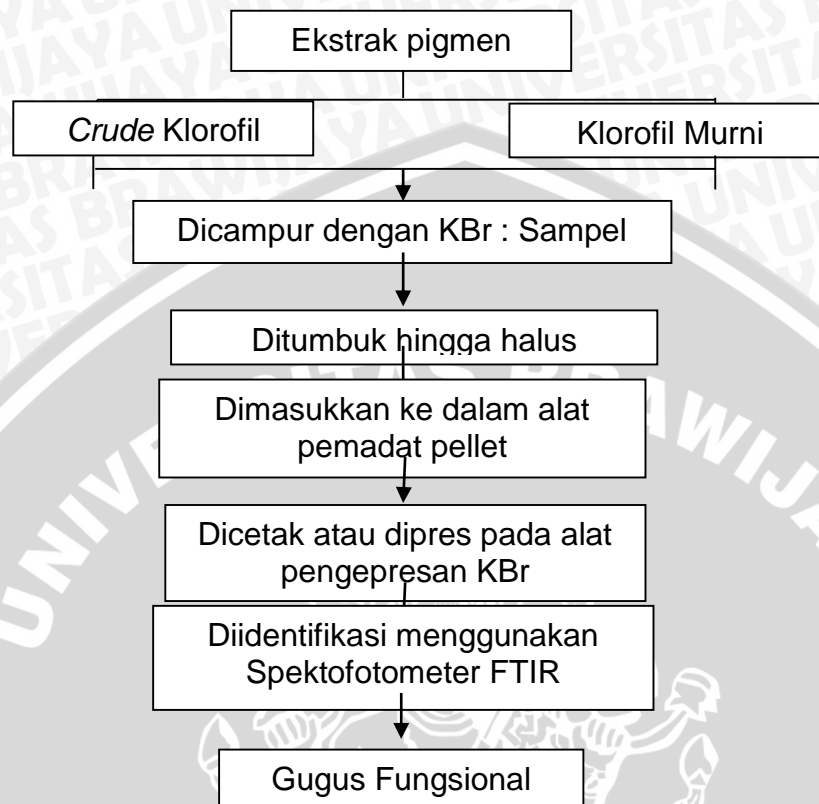 Ekstrak pigmen
Crude Klorofil
Klorofil Murni
Dicampur dengan KBr : Sampel
Ditumbuk hingga halus
Dimasukkan ke dalam alat
pemadat pellet
Dicetak atau dipres pada alat
pengepresan KBr
Diidentifikasi menggunakan
Spektofotometer FTIR
Gugus Fungsional